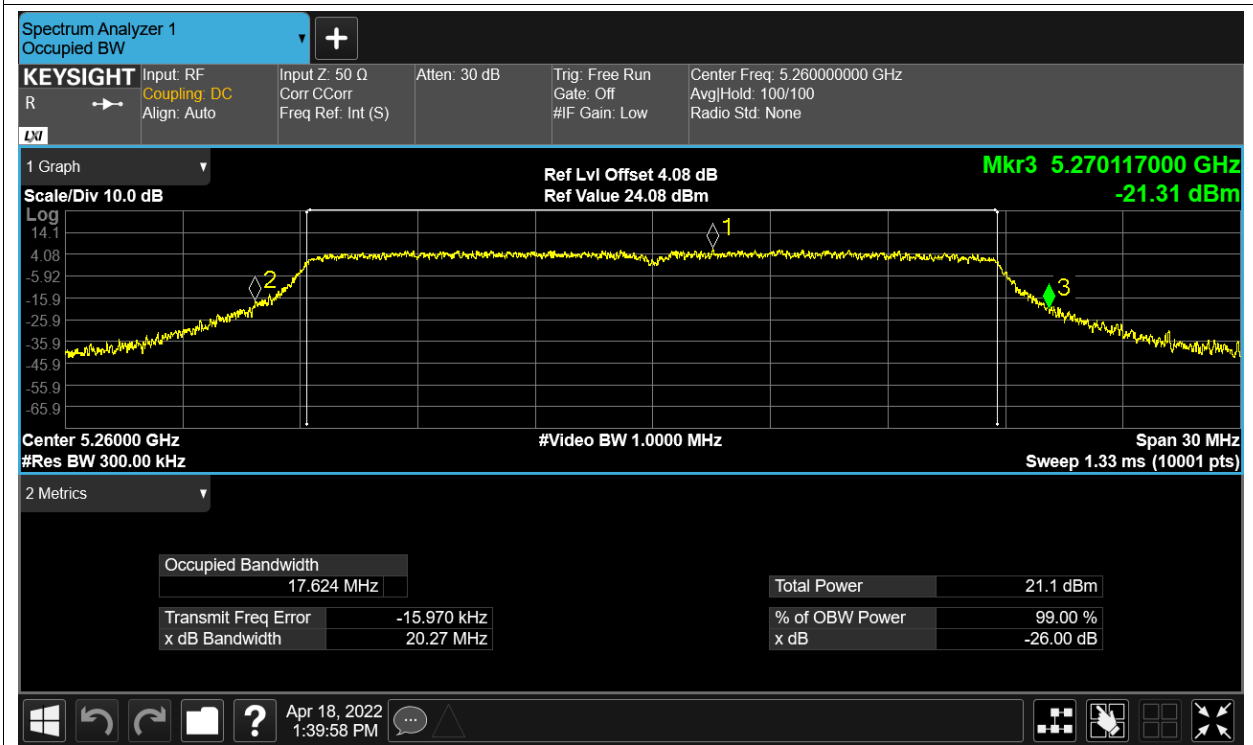 Spectrum Analyzer 1
Occupied BW
KEYSIGHT
R
LXI
Input: RF
Coupling: DC
Align: Auto
Input Z: 50 Ω
Corr CCorr
Freq Ref: Int (S)
Atten: 30 dB
Trig: Free Run
Gate: Off
#IF Gain: Low
Center Freq: 5.260000000 GHz
Avg|Hold: 100/100
Radio Std: None
1 Graph
Scale/Div 10.0 dB
Ref Lvl Offset 4.08 dB
Ref Value 24.08 dBm
Mkr3 5.270117000 GHz
-21.31 dBm
Log
14.1
4.08
-5.92
-15.9
-25.9
-35.9
-45.9
-55.9
-65.9
1
2
3
Center 5.26000 GHz
#Res BW 300.00 kHz
#Video BW 1.0000 MHz
Span 30 MHz
Sweep 1.33 ms (10001 pts)
2 Metrics
Occupied Bandwidth
17.624 MHz
Total Power 21.1 dBm
Transmit Freq Error -15.970 kHz
% of OBW Power 99.00 %
x dB Bandwidth 20.27 MHz
x dB -26.00 dB
?
Apr 18, 2022
1:39:58 PM